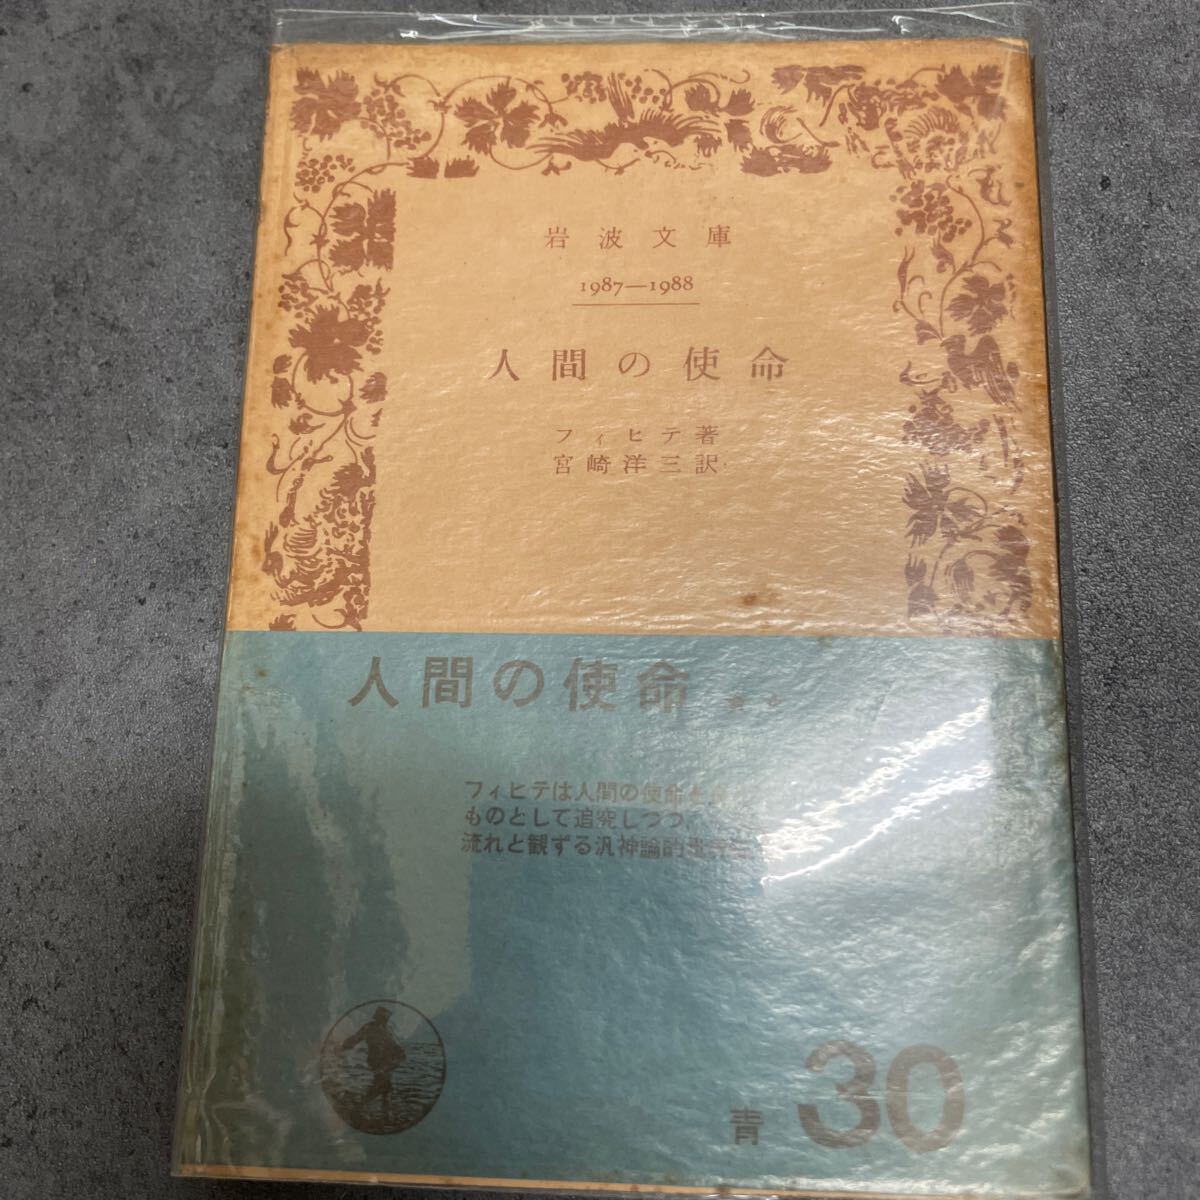 岩波文庫
1987—1988
人間の使命
フィヒテ著
宮崎洋三訳
人間の使命 ★★
フィヒテは人間の使命を
ものとして追究しつつ
流れと観ずる汎神論的
青 30